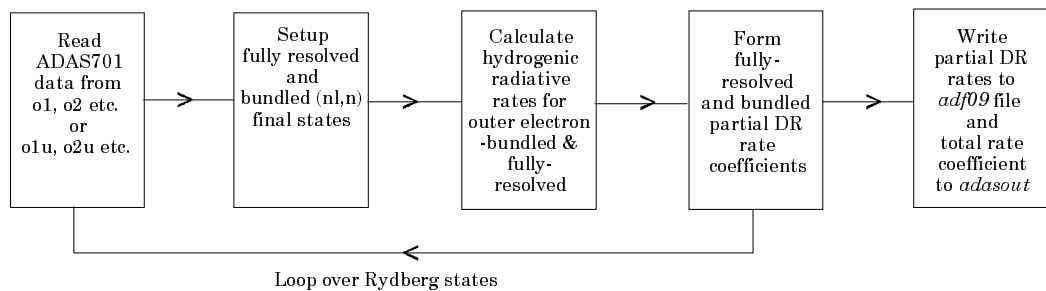 Read
ADAS701
data from
o1, o2 etc.
or
o1u, o2u etc.
Setup
fully resolved
and
bundled (nl,n)
final states
Calculate
hydrogenic
radiative
rates for
outer electron
-bundled &
fully-
resolved
Form
fully-
resolved
and bundled
partial DR
rate
coefficients
Write
partial DR
rates to
adf09 file
and
total rate
coefficient
to adasout
Loop over Rydberg states